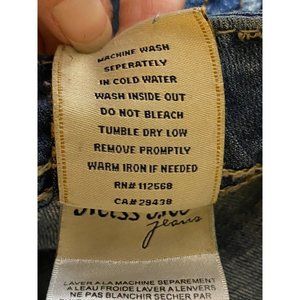 MACHINE WASH
SEPERATELY
IN COLD WATER
WASH INSIDE OUT
DO NOT BLEACH
TUMBLE DRY LOW
REMOVE PROMPTLY
WARM IRON IF NEEDED
RN# 112568
CA# 29438
jeans
LAVER A LA MACHINE SEPAREMENT
A L'EAU FROIDE LAVER A L'ENVERS
NE PAS BLANCHIR SECHER PAR